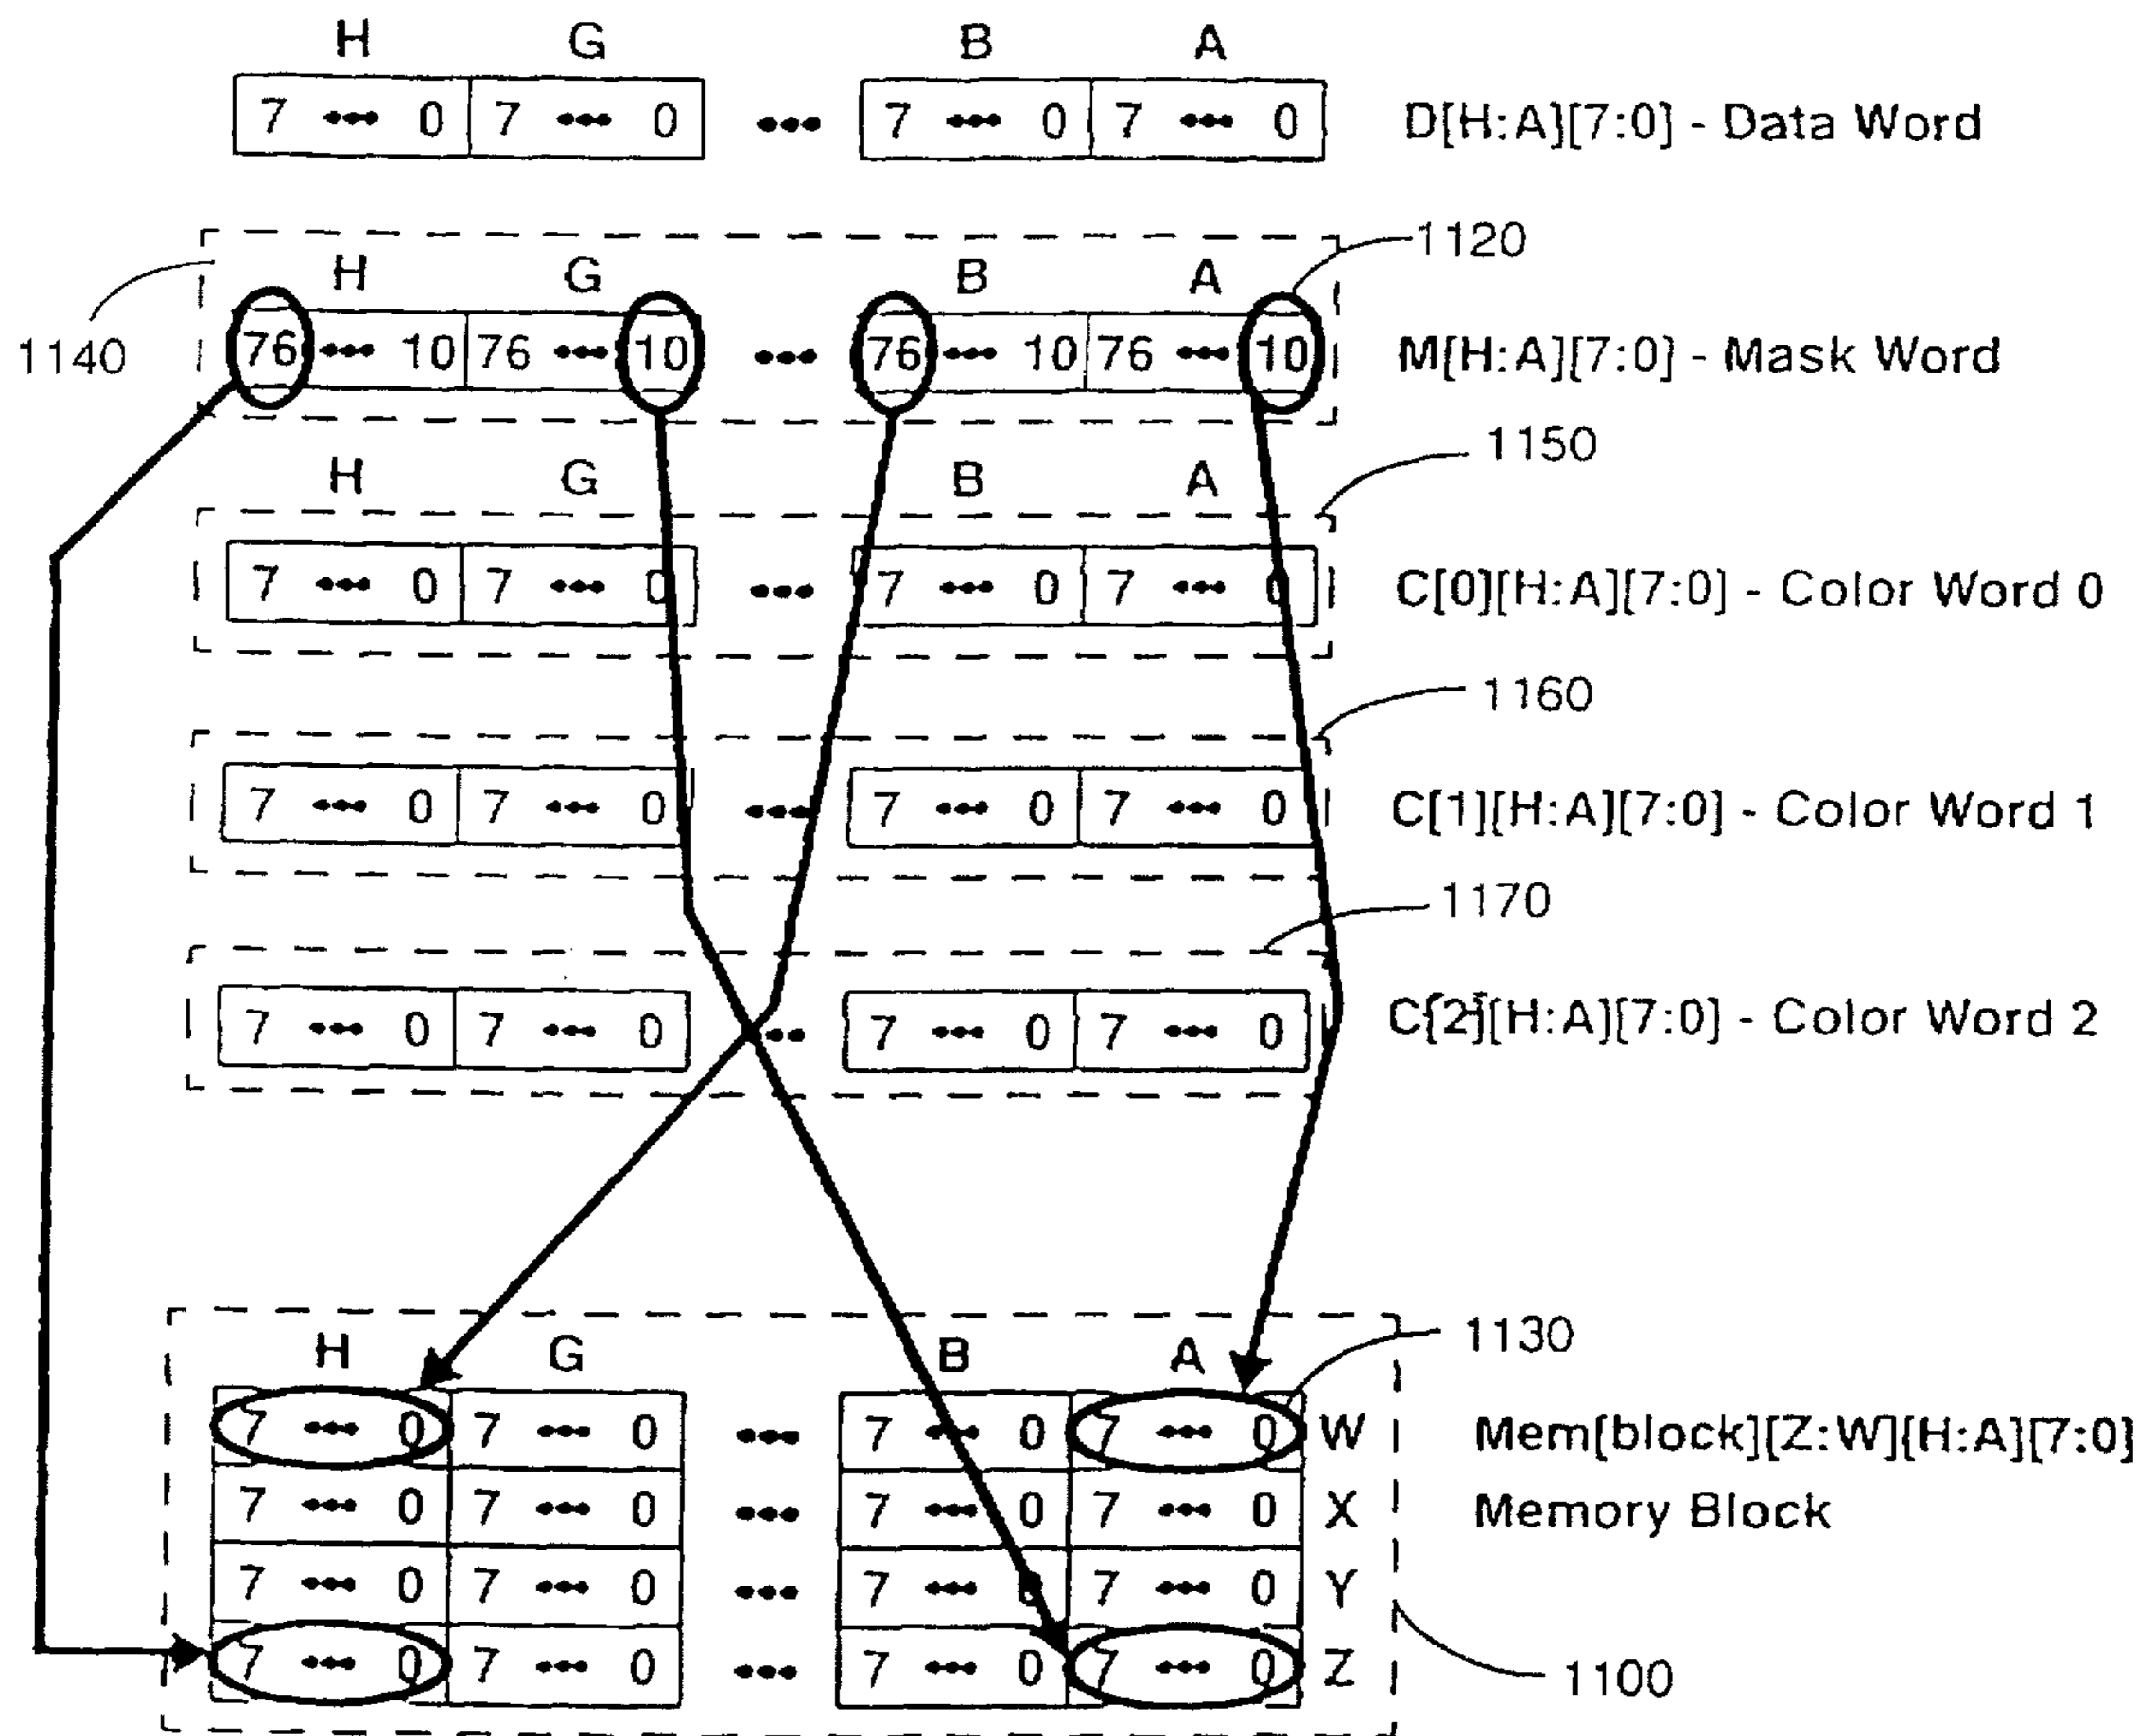 H G B A
7 ••• 0 7 ••• 0 ••• 7 ••• 0 7 ••• 0 D[H:A][7:0] - Data Word
1120
H G B A
1140 76 ••• 10 76 ••• 10 ••• 76 ••• 10 76 ••• 10 M[H:A][7:0] - Mask Word
1150
H G B A
7 ••• 0 7 ••• 0 ••• 7 ••• 0 7 ••• 0 C[0][H:A][7:0] - Color Word 0
1160
7 ••• 0 7 ••• 0 ••• 7 ••• 0 7 ••• 0 C[1][H:A][7:0] - Color Word 1
1170
7 ••• 0 7 ••• 0 ••• 7 ••• 0 7 ••• 0 C[2][H:A][7:0] - Color Word 2
1130
H G B A
7 ••• 0 7 ••• 0 ••• 7 ••• 0 7 ••• 0 W Mem[block][Z:W][H:A][7:0]
7 ••• 0 7 ••• 0 ••• 7 ••• 0 7 ••• 0 X Memory Block
7 ••• 0 7 ••• 0 ••• 7 ••• 0 7 ••• 0 Y
7 ••• 0 7 ••• 0 ••• 7 ••• 0 7 ••• 0 Z
1100